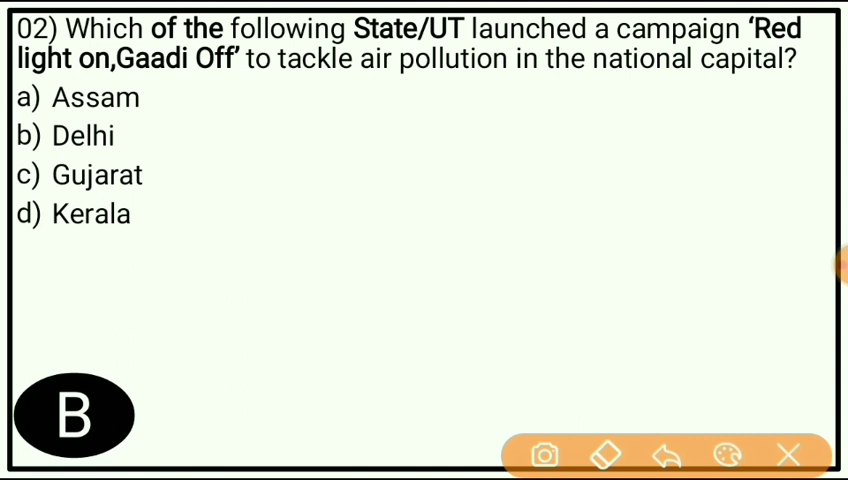 02) Which of the following State/UT launched a campaign ‘Red
light on,Gaadi Off’ to tackle air pollution in the national capital?
a) Assam
b) Delhi
c) Gujarat
d) Kerala
B